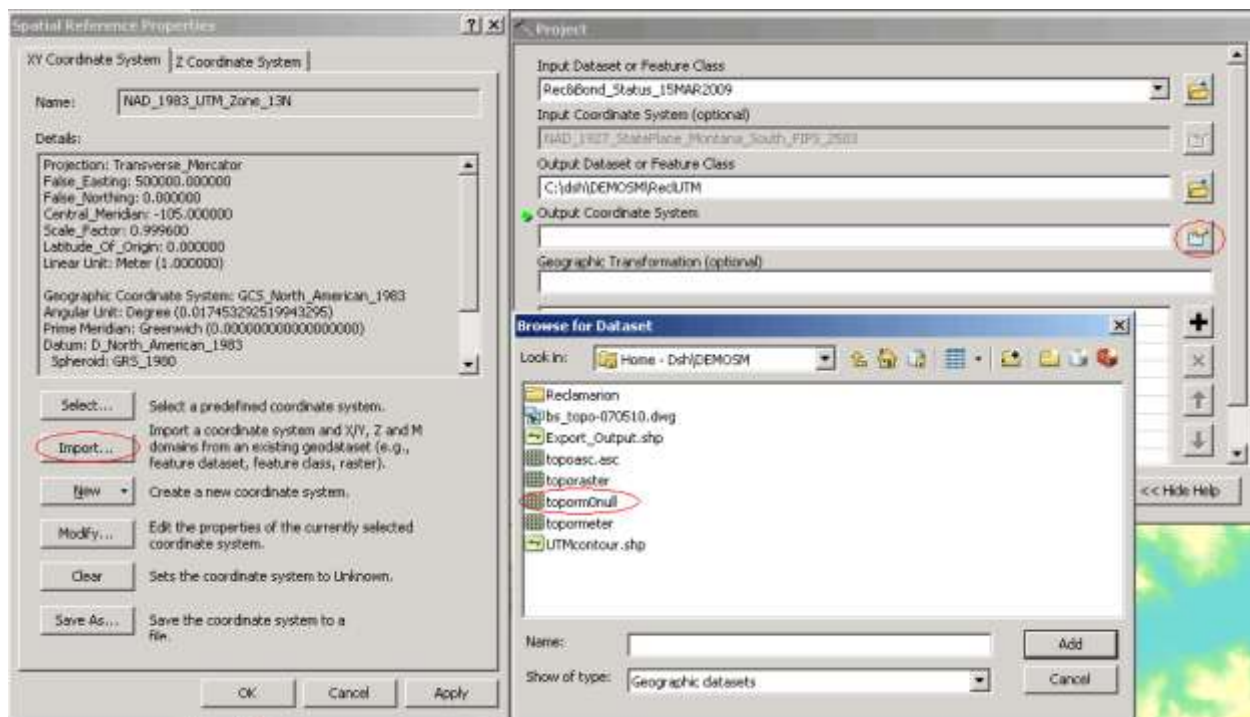 Spatial Reference Properties
XY Coordinate System
Z Coordinate System
Name:
NAD_1983_UTM_Zone_13N
Details:
Projection: Transverse_Mercator
False_Easting: 500000.000000
False_Northing: 0.000000
Central_Meridian: -105.000000
Scale_Factor: 0.999600
Latitude_Of_Origin: 0.000000
Linear Unit: Meter (1.000000)
Geographic Coordinate System: GCS_North_American_1983
Angular Unit: Degree (0.017453292519943295)
Prime Meridian: Greenwich (0.000000000000000000)
Datum: D_North_American_1983
Spheroid: GRS_1980
Select...
Select a predefined coordinate system.
Import...
Import a coordinate system and X/Y, Z and M
domains from an existing geodataset (e.g.,
feature dataset, feature class, raster).
New
Create a new coordinate system.
Modify...
Edit the properties of the currently selected
coordinate system.
Clear
Sets the coordinate system to Unknown.
Save As...
Save the coordinate system to a
file.
OK
Cancel
Apply
Project
Input Dataset or Feature Class
Rec&Bond_Status_15MAR2009
Input Coordinate System (optional)
NAD_1927_StatePlane_Montana_South_FIPS_2503
Output Dataset or Feature Class
C:\dsh\DEMOSM\ReclUTM
Output Coordinate System
Geographic Transformation (optional)
<< Hide Help
Browse for Dataset
Look in:
Home - Dsh\DEMOSM
Reclamarion
bs_topo-070510.dwg
Export_Output.shp
topoasc.asc
toporaster
toporm0null
topormeter
UTMcontour.shp
Name:
Add
Show of type:
Geographic datasets
Cancel